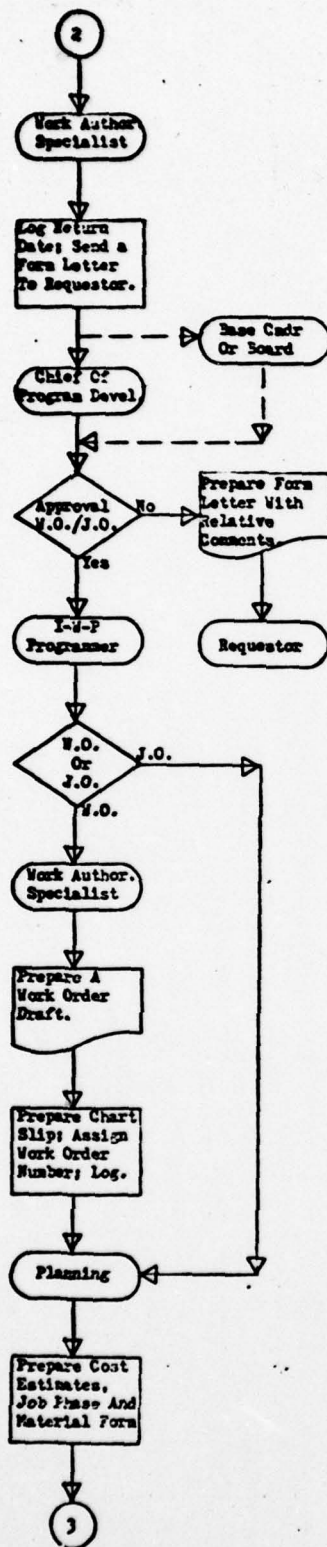 2
Work Author
Specialist
Log Return
Date; Send a
Form Letter
To Requestor.
Base Cmdr
Or Board
Chief Of
Program Devel.
Approval
W.O./J.O.
No
Yes
Prepare Form
Letter With
Relative
Comments.
Requestor
I-W-P
Programmer
W.O.
Or
J.O.
J.O.
W.O.
Work Author.
Specialist
Prepare A
Work Order
Draft.
Prepare Chart
Slip; Assign
Work Order
Number; Log.
Planning
Prepare Cost
Estimates,
Job Phase And
Material Form
3